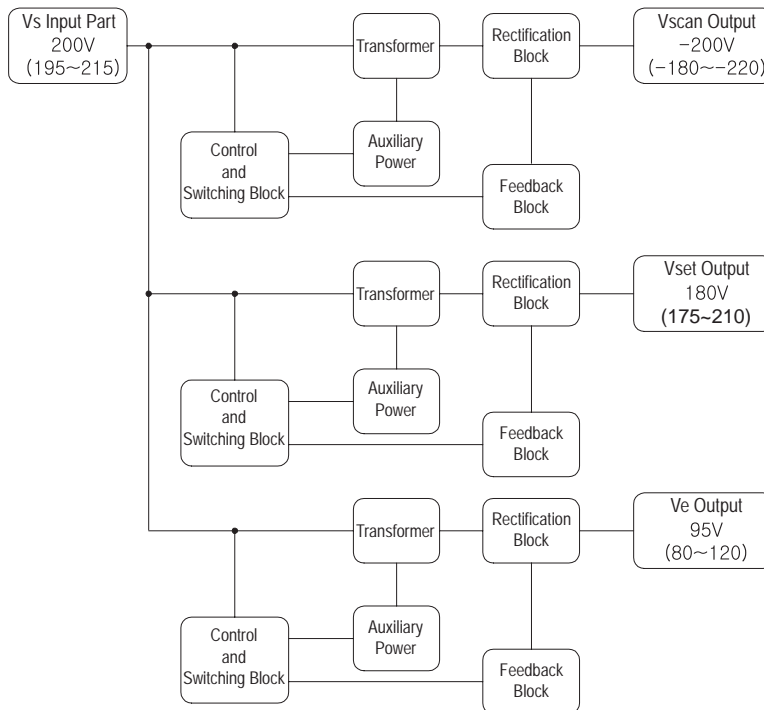 Vs Input Part
200V
(195~215)
Transformer
Rectification
Block
Vscan Output
-200V
(-180~-220)
Control
and
Switching Block
Auxiliary
Power
Feedback
Block
Transformer
Rectification
Block
Vset Output
180V
(175~210)
Control
and
Switching Block
Auxiliary
Power
Feedback
Block
Transformer
Rectification
Block
Ve Output
95V
(80~120)
Control
and
Switching Block
Auxiliary
Power
Feedback
Block